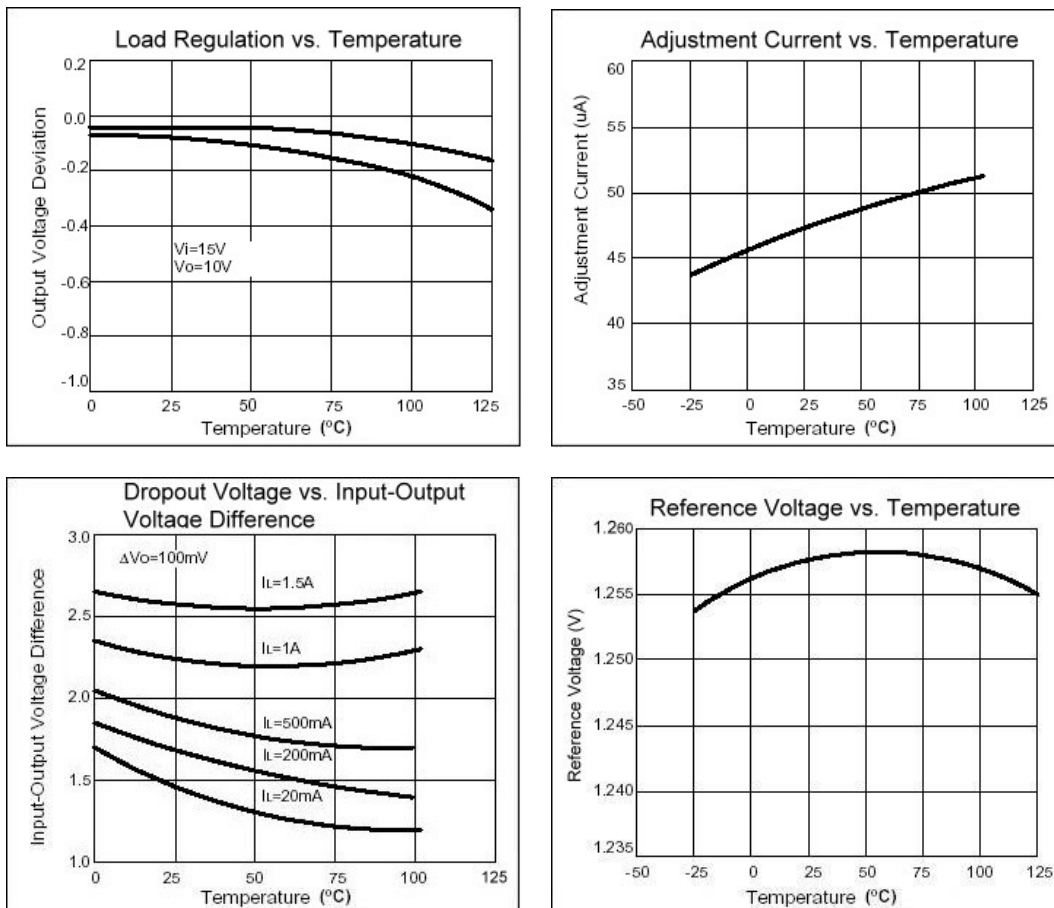 Load Regulation vs. Temperature
Output Voltage Deviation
0.2
0.0
-0.2
-0.4
-0.6
-0.8
-1.0
Vi=15V
Vo=10V
0 25 50 75 100 125
Temperature (ºC)
Adjustment Current vs. Temperature
Adjustment Current (uA)
60
55
50
45
40
35
-50 -25 0 25 50 75 100 125
Temperature (ºC)
Dropout Voltage vs. Input-Output
Voltage Difference
Input-Output Voltage Difference
3.0
2.5
2.0
1.5
1.0
ΔVo=100mV
IL=1.5A
IL=1A
IL=500mA
IL=200mA
IL=20mA
0 25 50 75 100 125
Temperature (ºC)
Reference Voltage vs. Temperature
Reference Voltage (V)
1.260
1.255
1.250
1.245
1.240
1.235
-50 -25 0 25 50 75 100 125
Temperature (ºC)